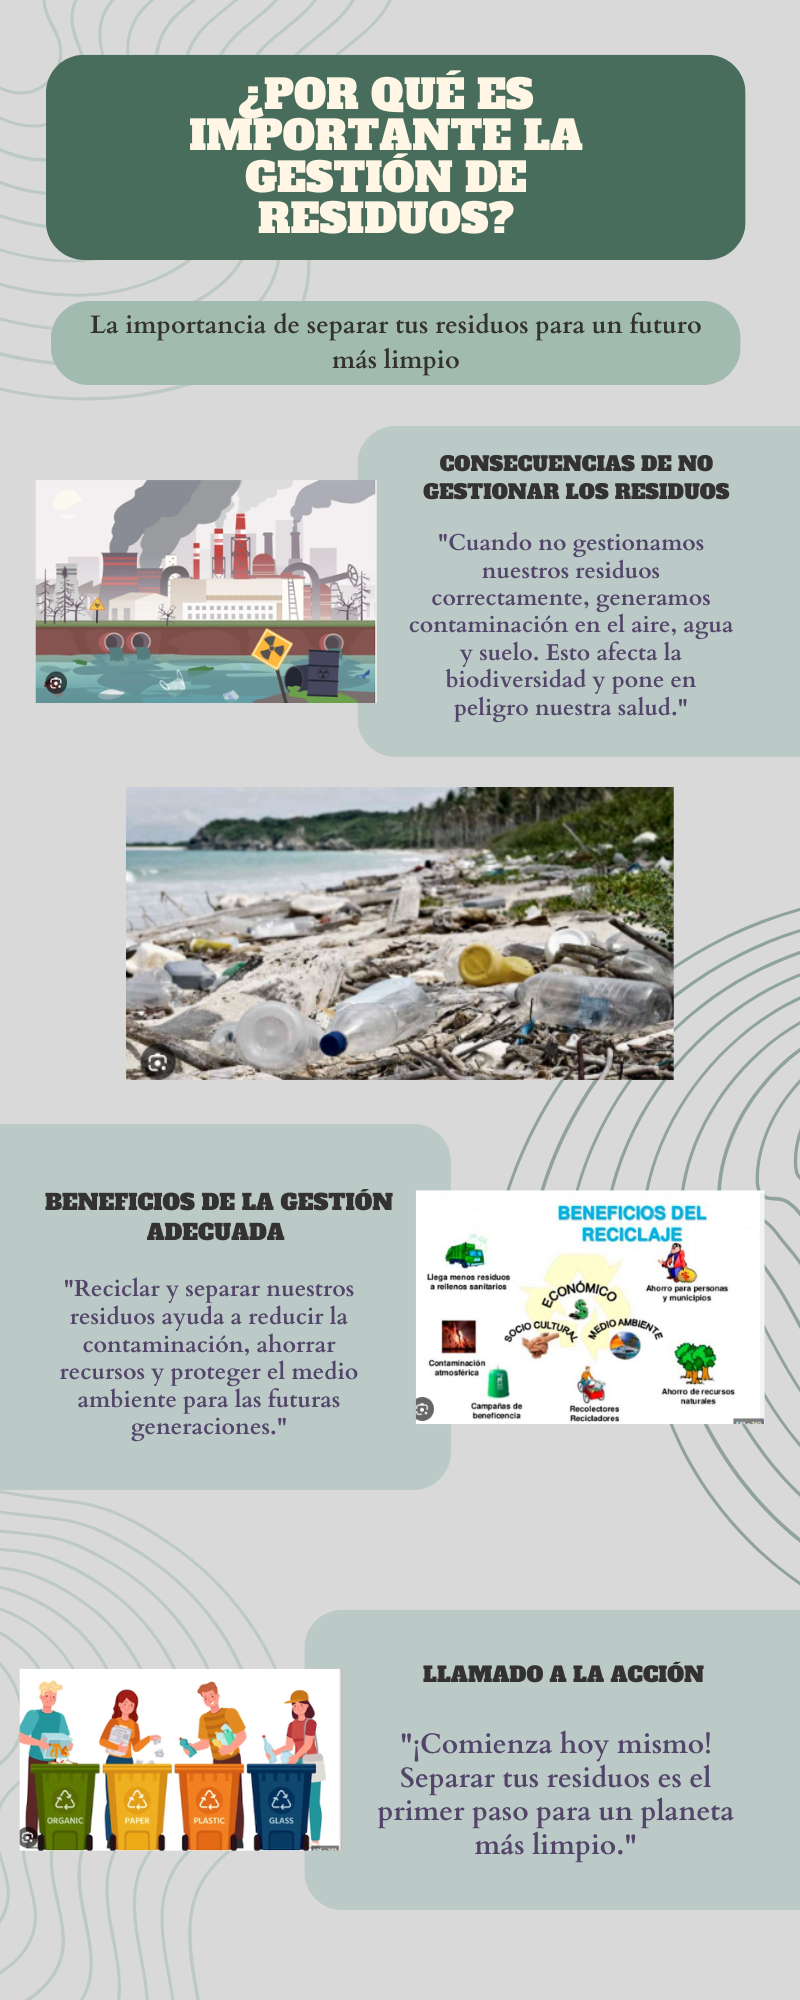 ¿POR QUÉ ES
IMPORTANTE LA
GESTIÓN DE
RESIDUOS?
La importancia de separar tus residuos para un futuro
más limpio
CONSECUENCIAS DE NO
GESTIONAR LOS RESIDUOS
"Cuando no gestionamos
nuestros residuos
correctamente, generamos
contaminación en el aire, agua
y suelo. Esto afecta la
biodiversidad y pone en
peligro nuestra salud."
BENEFICIOS DE LA GESTIÓN
ADECUADA
"Reciclar y separar nuestros
residuos ayuda a reducir la
contaminación, ahorrar
recursos y proteger el medio
ambiente para las futuras
generaciones."
BENEFICIOS DEL
RECICLAJE
Llega menos residuos
a rellenos sanitarios
Ahorro para personas
y municipios
ECONÓMICO
SOCIO CULTURAL
MEDIO AMBIENTE
Contaminación
atmosférica
Ahorro de recursos
naturales
Campañas de
beneficencia
Recolectores
Recicladores
LLAMADO A LA ACCIÓN
"¡Comienza hoy mismo!
Separar tus residuos es el
primer paso para un planeta
más limpio."
ORGANIC
PAPER
PLASTIC
GLASS